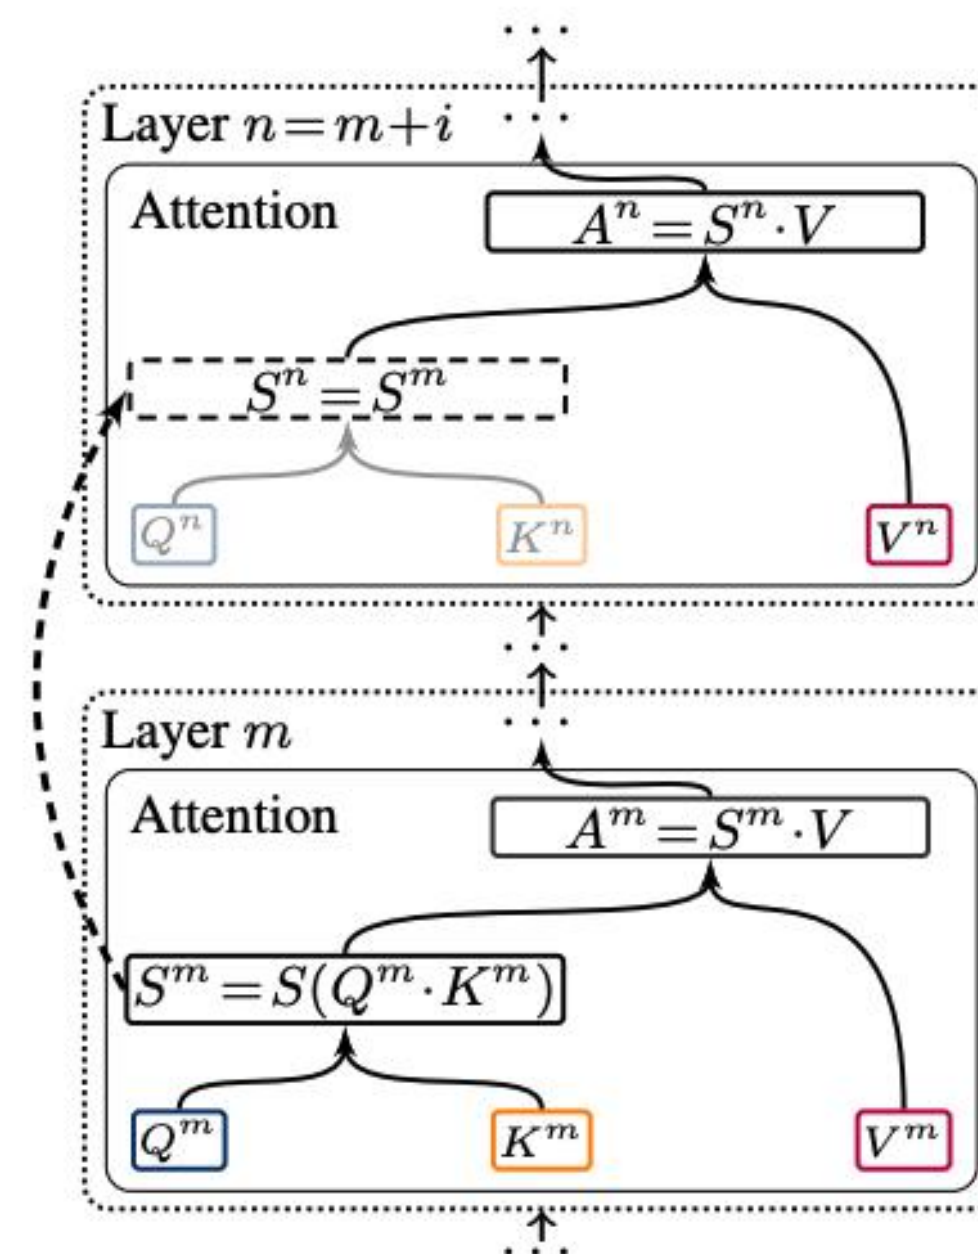 . . .
Layer n=m+i
. . .
Attention
Aⁿ=Sⁿ·V
Sⁿ=Sᵐ
Qⁿ Kⁿ Vⁿ
. . .
. . .
Layer m
Attention
Aᵐ=Sᵐ·V
Sᵐ=S(Qᵐ·Kᵐ)
Qᵐ Kᵐ Vᵐ
. . .